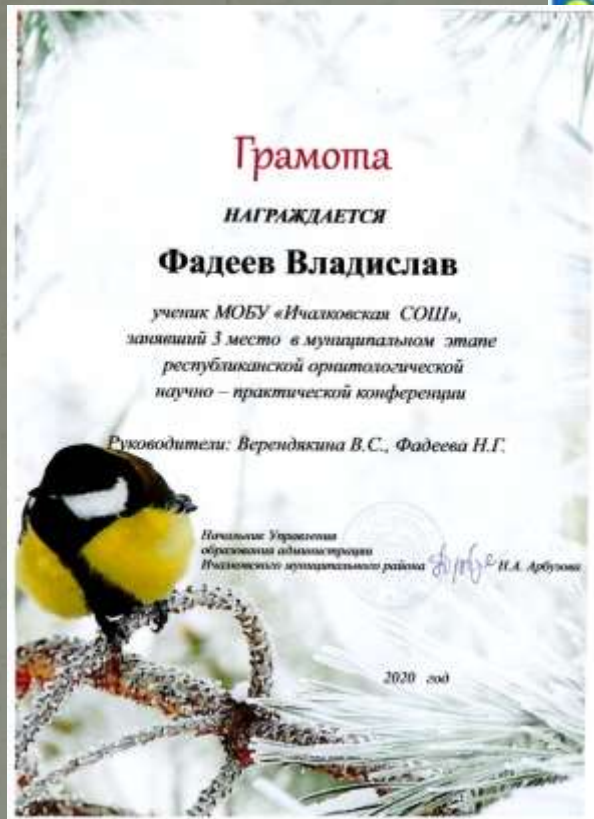 Грамота
НАГРАЖДАЕТСЯ
Фадеев Владислав
ученик МОБУ «Ичалковская СОШ»,
занявший 3 место в муниципальном этапе
республиканской орнитологической
научно – практической конференции
Руководители: Верендякина В.С., Фадеева Н.Г.
Начальник Управления
образования администрации
Ичалковского муниципального района Н.А. Арбузова
2020 год